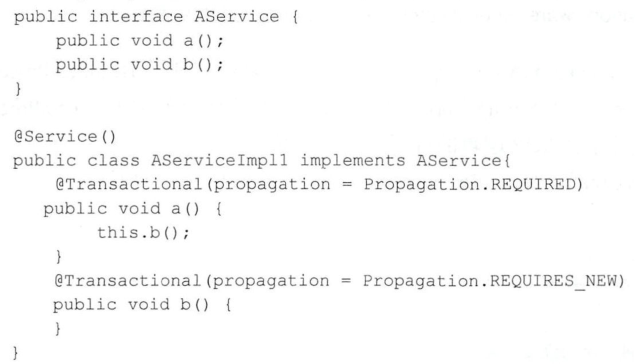 public interface AService {
    public void a();
    public void b();
}

@Service()
public class AServiceImpl1 implements AService{
    @Transactional(propagation = Propagation.REQUIRED)
   public void a() {
        this.b();
    }
    @Transactional(propagation = Propagation.REQUIRES_NEW)
    public void b() {
    }
}